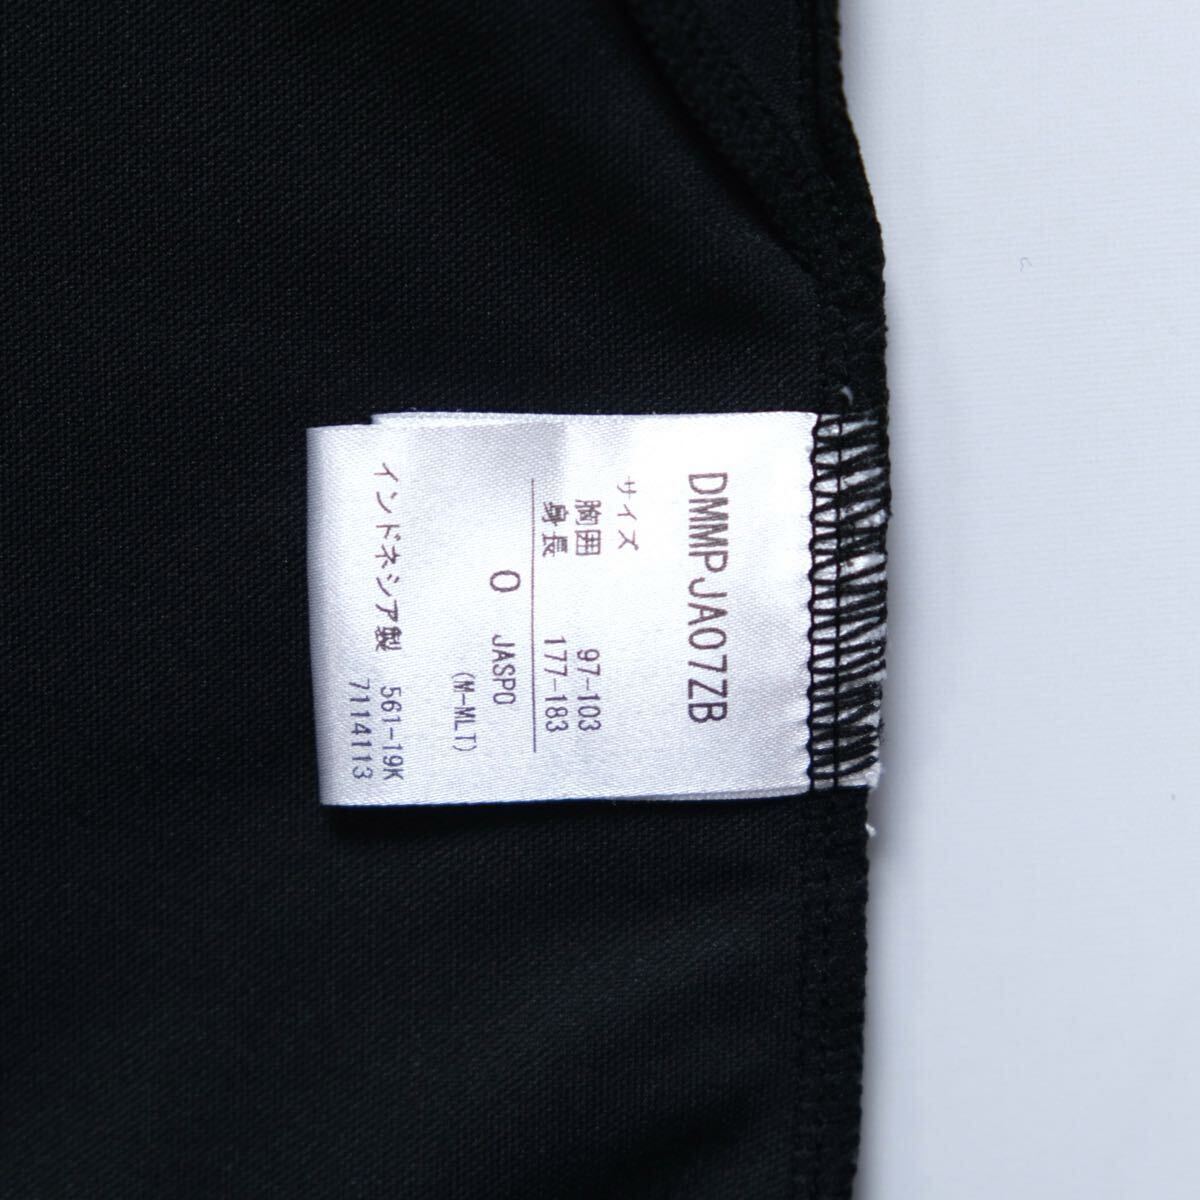 DMMPJA07ZB
サイズ
胸囲 97-103
身長 177-183
O JASPO
(M-MLT)
インドネシア製 561-19K
7114113